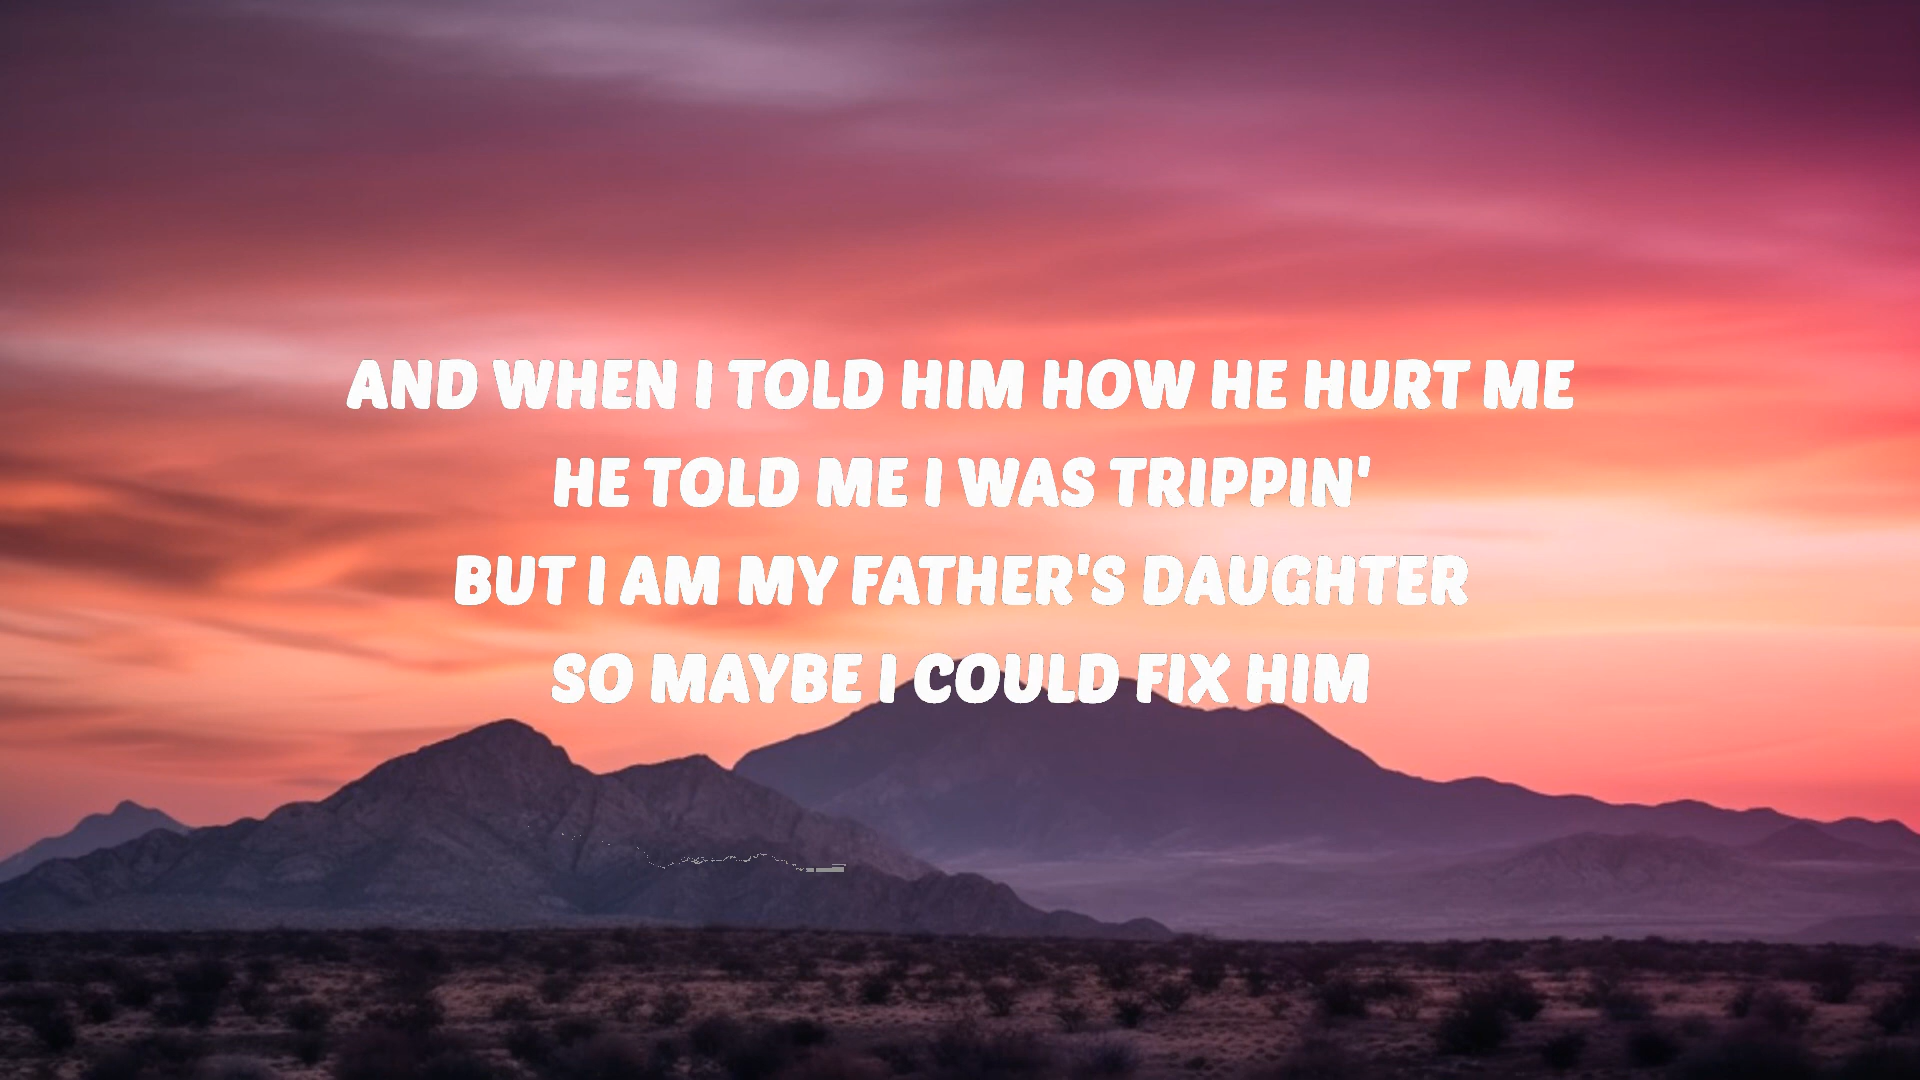 AND WHEN I TOLD HIM HOW HE HURT ME
HE TOLD ME I WAS TRIPPIN'
BUT I AM MY FATHER'S DAUGHTER
SO MAYBE I COULD FIX HIM